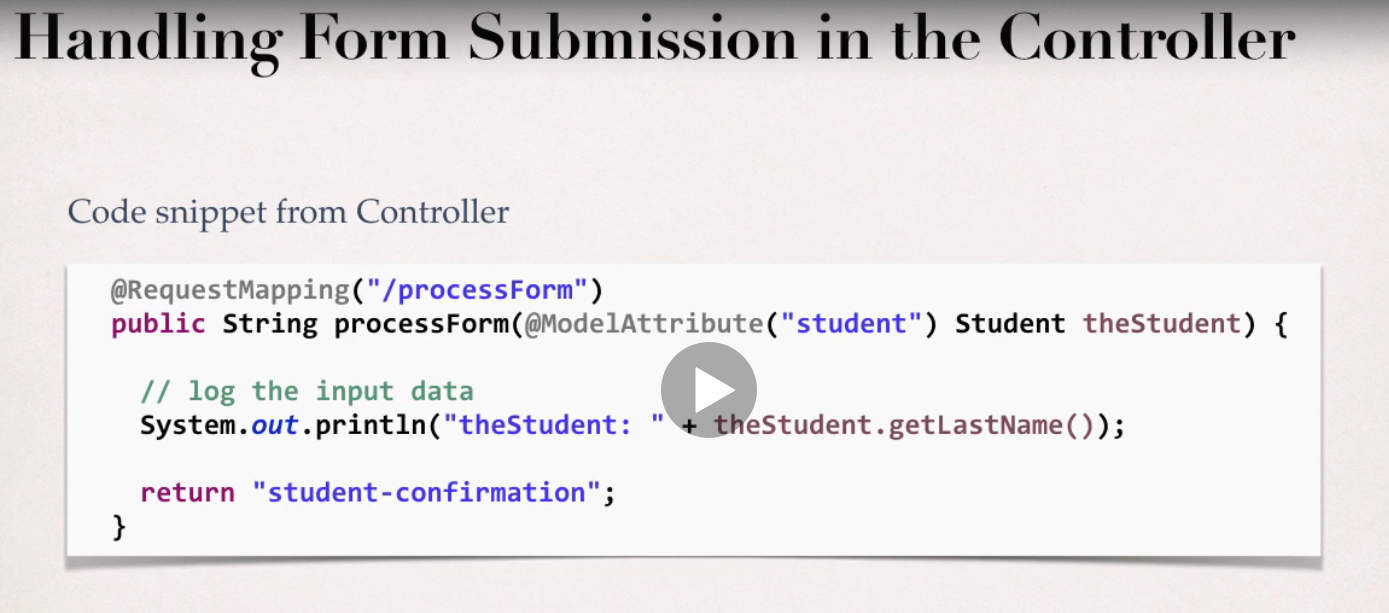 Handling Form Submission in the Controller
Code snippet from Controller
@RequestMapping("/processForm")
public String processForm(@ModelAttribute("student") Student theStudent) {
// log the input data
System.out.println("theStudent: " + theStudent.getLastName());
return "student-confirmation";
}